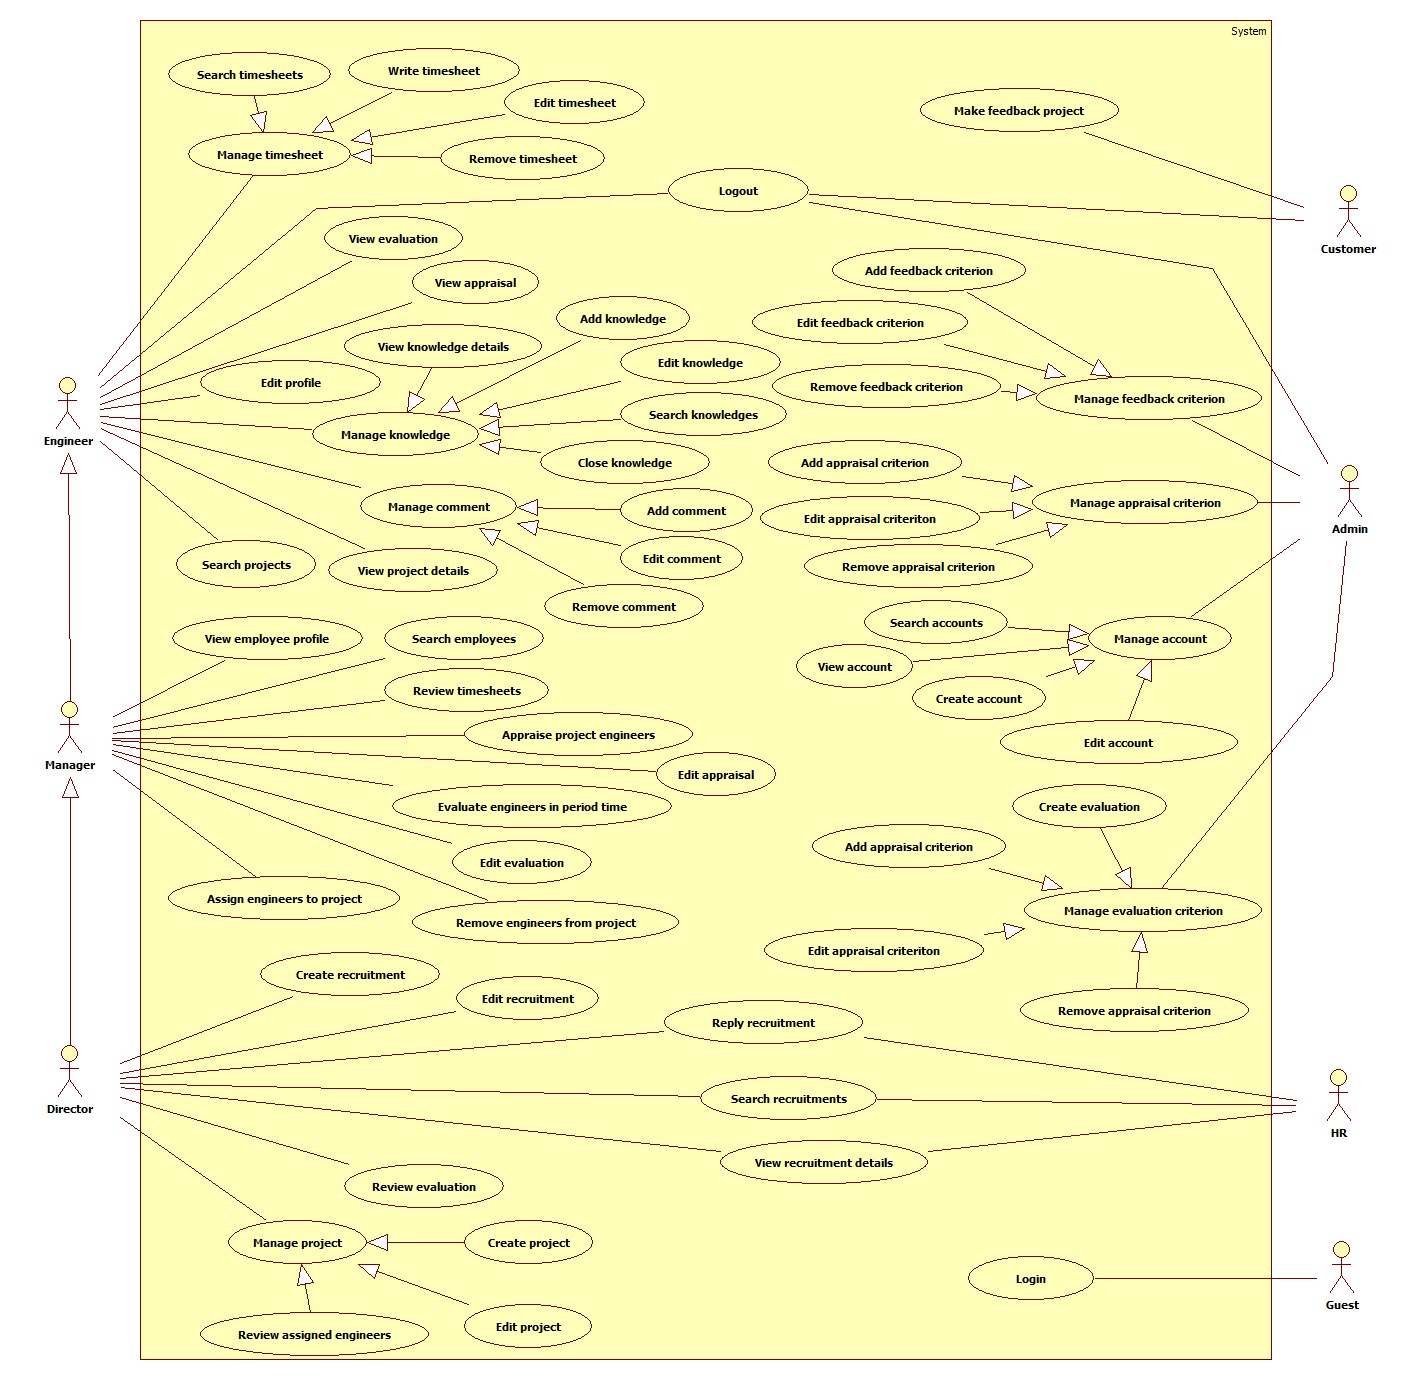 System
Search timesheets
Write timesheet
Edit timesheet
Make feedback project
Manage timesheet
Remove timesheet
Logout
Customer
View evaluation
Add feedback criterion
View appraisal
Add knowledge
Edit feedback criterion
View knowledge details
Edit knowledge
Edit profile
Remove feedback criterion
Manage feedback criterion
Search knowledges
Engineer
Manage knowledge
Close knowledge
Add appraisal criterion
Manage comment
Manage appraisal criterion
Add comment
Edit appraisal criteriton
Admin
Edit comment
Search projects
View project details
Remove appraisal criterion
Remove comment
Search accounts
View employee profile
Search employees
Manage account
View account
Review timesheets
Create account
Appraise project engineers
Edit account
Manager
Edit appraisal
Evaluate engineers in period time
Create evaluation
Add appraisal criterion
Edit evaluation
Assign engineers to project
Manage evaluation criterion
Remove engineers from project
Edit appraisal criteriton
Create recruitment
Edit recruitment
Remove appraisal criterion
Reply recruitment
Search recruitments
Director
HR
View recruitment details
Review evaluation
Manage project
Create project
Login
Guest
Edit project
Review assigned engineers